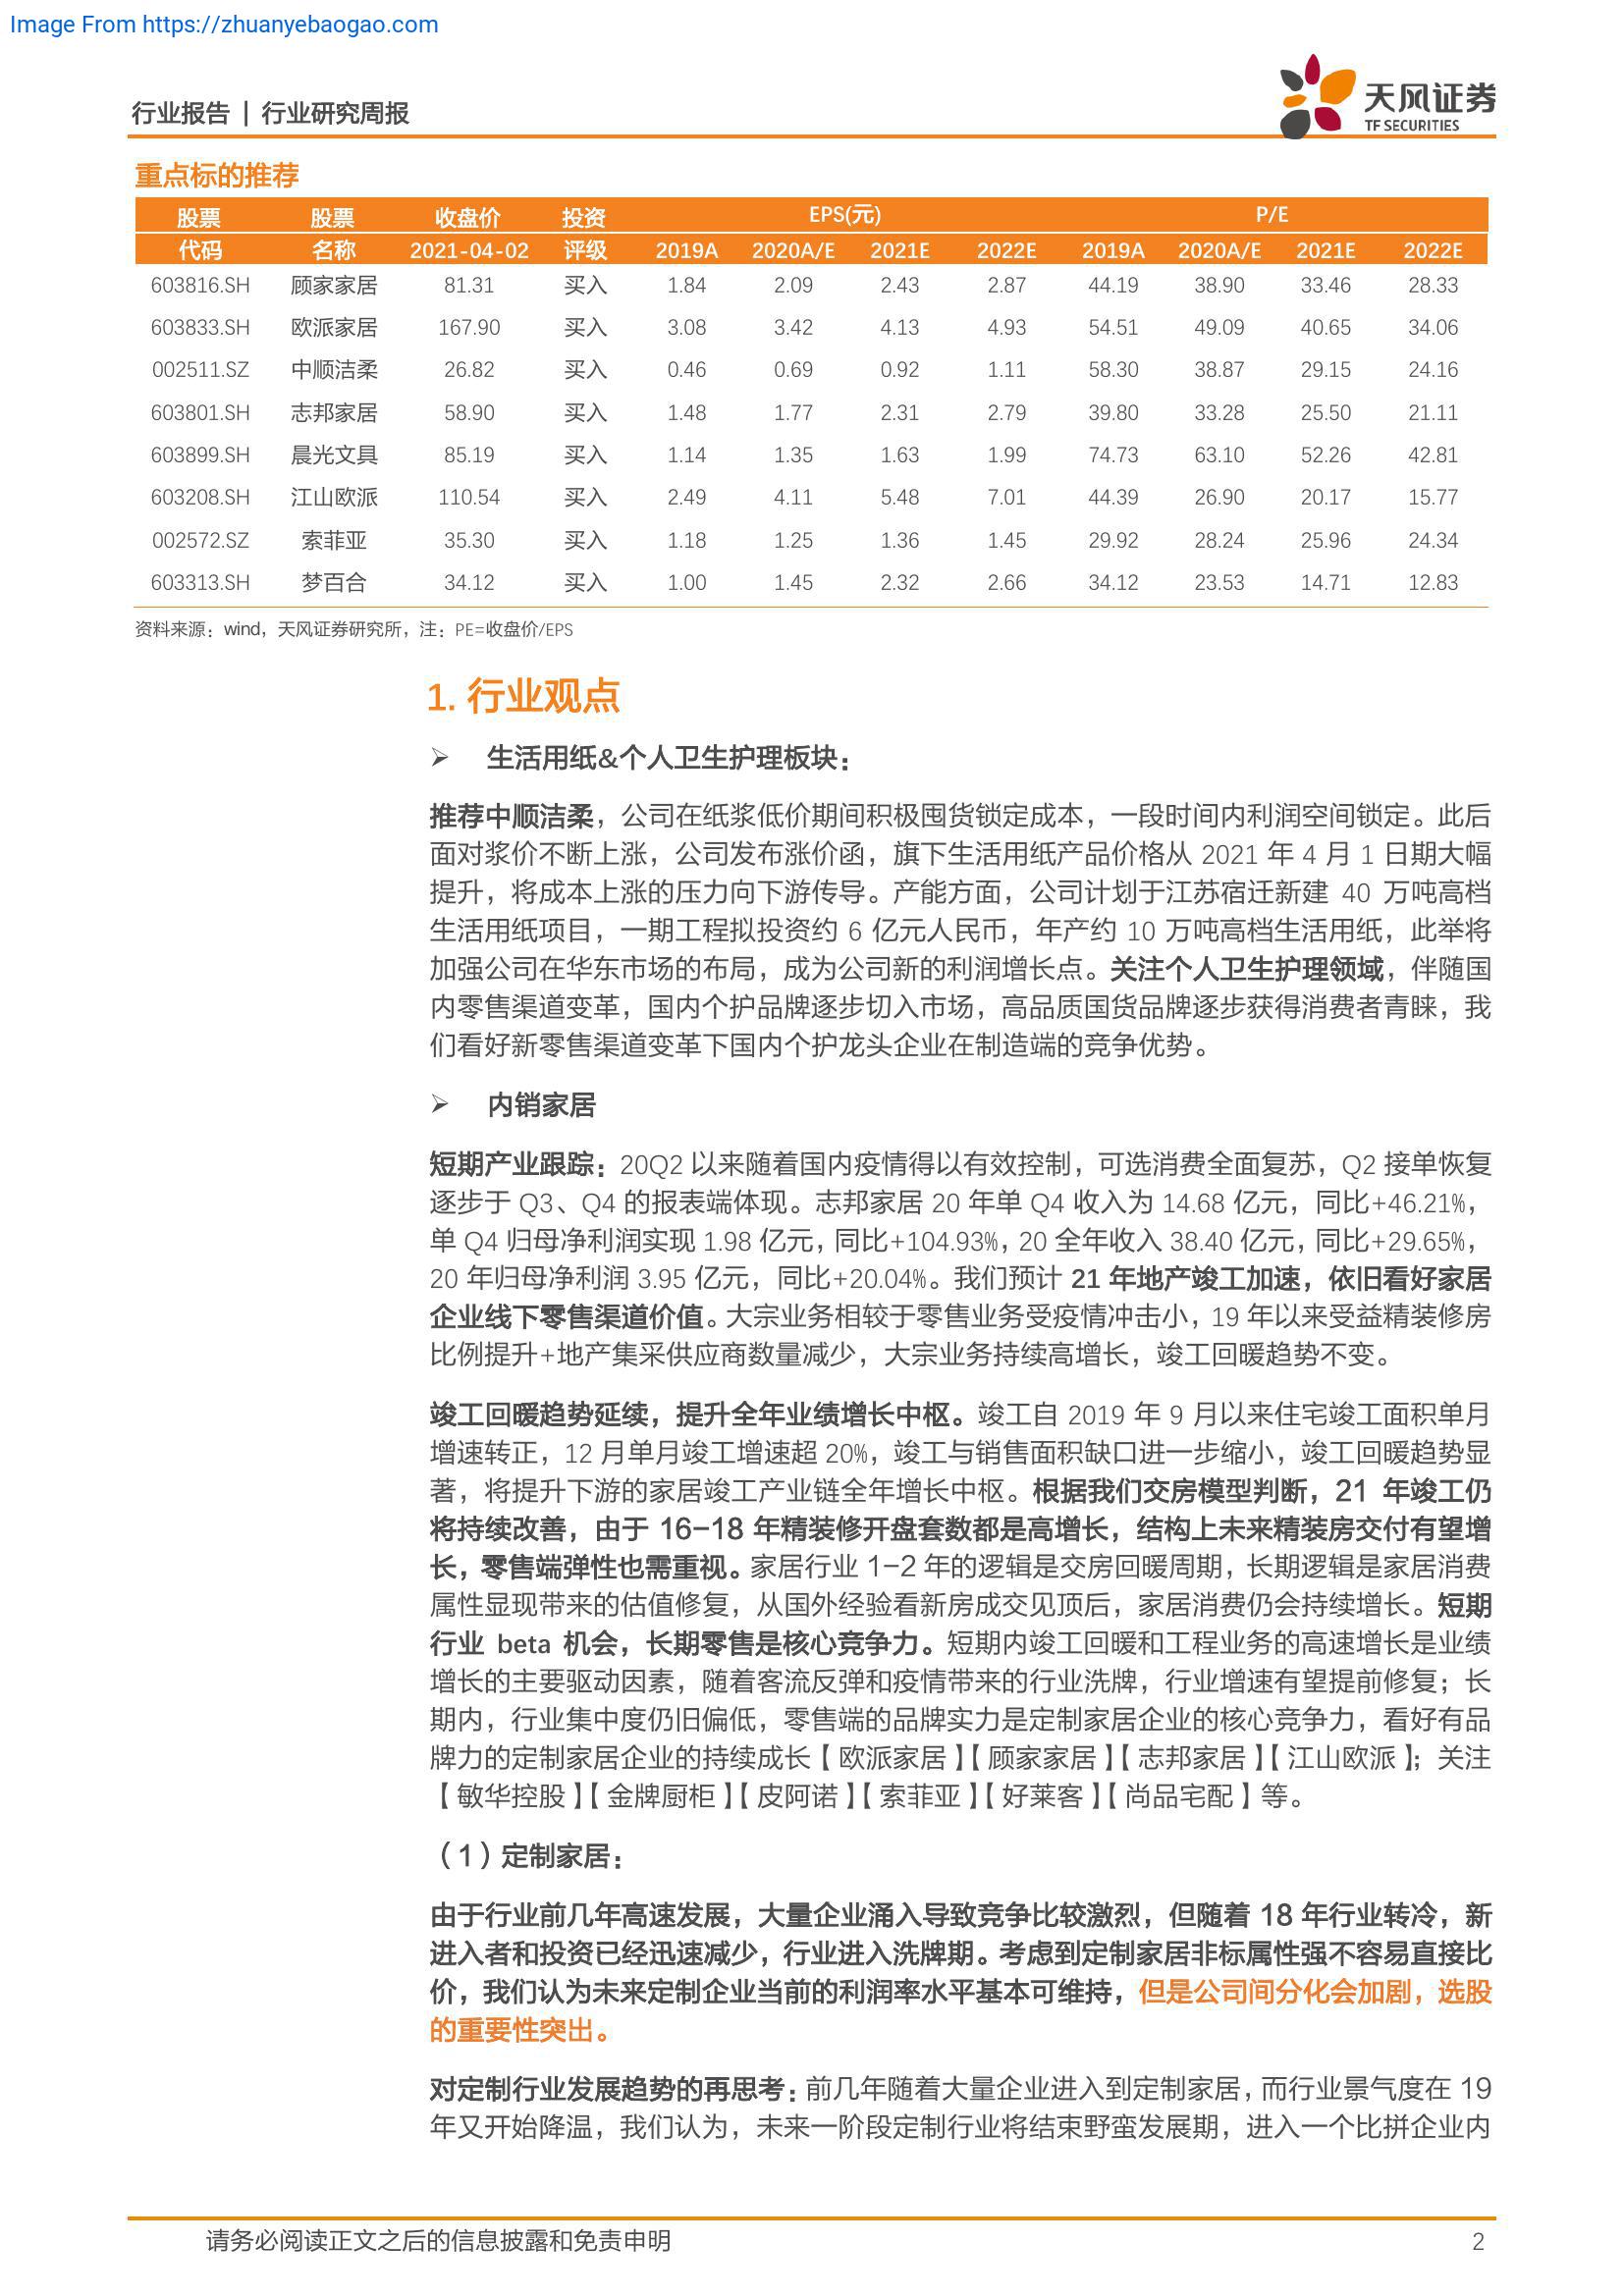 Image From https://zhuanyebaogao.com
行业报告 | 行业研究周报
天风证券
TF SECURITIES
重点标的推荐
股票 股票 收盘价 投资 EPS(元) P/E
代码 名称 2021-04-02 评级 2019A 2020A/E 2021E 2022E 2019A 2020A/E 2021E 2022E
603816.SH 顾家家居 81.31 买入 1.84 2.09 2.43 2.87 44.19 38.90 33.46 28.33
603833.SH 欧派家居 167.90 买入 3.08 3.42 4.13 4.93 54.51 49.09 40.65 34.06
002511.SZ 中顺洁柔 26.82 买入 0.46 0.69 0.92 1.11 58.30 38.87 29.15 24.16
603801.SH 志邦家居 58.90 买入 1.48 1.77 2.31 2.79 39.80 33.28 25.50 21.11
603899.SH 晨光文具 85.19 买入 1.14 1.35 1.63 1.99 74.73 63.10 52.26 42.81
603208.SH 江山欧派 110.54 买入 2.49 4.11 5.48 7.01 44.39 26.90 20.17 15.77
002572.SZ 索菲亚 35.30 买入 1.18 1.25 1.36 1.45 29.92 28.24 25.96 24.34
603313.SH 梦百合 34.12 买入 1.00 1.45 2.32 2.66 34.12 23.53 14.71 12.83
资料来源：wind，天风证券研究所，注：PE=收盘价/EPS
1. 行业观点
➢ 生活用纸&个人卫生护理板块：
推荐中顺洁柔，公司在纸浆低价期间积极囤货锁定成本，一段时间内利润空间锁定。此后
面对浆价不断上涨，公司发布涨价函，旗下生活用纸产品价格从 2021 年 4 月 1 日期大幅
提升，将成本上涨的压力向下游传导。产能方面，公司计划于江苏宿迁新建 40 万吨高档
生活用纸项目，一期工程拟投资约 6 亿元人民币，年产约 10 万吨高档生活用纸，此举将
加强公司在华东市场的布局，成为公司新的利润增长点。关注个人卫生护理领域，伴随国
内零售渠道变革，国内个护品牌逐步切入市场，高品质国货品牌逐步获得消费者青睐，我
们看好新零售渠道变革下国内个护龙头企业在制造端的竞争优势。
➢ 内销家居
短期产业跟踪：20Q2 以来随着国内疫情得以有效控制，可选消费全面复苏，Q2 接单恢复
逐步于 Q3、Q4 的报表端体现。志邦家居 20 年单 Q4 收入为 14.68 亿元，同比+46.21%，
单 Q4 归母净利润实现 1.98 亿元，同比+104.93%，20 全年收入 38.40 亿元，同比+29.65%，
20 年归母净利润 3.95 亿元，同比+20.04%。我们预计 21 年地产竣工加速，依旧看好家居
企业线下零售渠道价值。大宗业务相较于零售业务受疫情冲击小，19 年以来受益精装修房
比例提升+地产集采供应商数量减少，大宗业务持续高增长，竣工回暖趋势不变。
竣工回暖趋势延续，提升全年业绩增长中枢。竣工自 2019 年 9 月以来住宅竣工面积单月
增速转正，12 月单月竣工增速超 20%，竣工与销售面积缺口进一步缩小，竣工回暖趋势显
著，将提升下游的家居竣工产业链全年增长中枢。根据我们交房模型判断，21 年竣工仍
将持续改善，由于 16-18 年精装修开盘套数都是高增长，结构上未来精装房交付有望增
长，零售端弹性也需重视。家居行业 1-2 年的逻辑是交房回暖周期，长期逻辑是家居消费
属性显现带来的估值修复，从国外经验看新房成交见顶后，家居消费仍会持续增长。短期
行业 beta 机会，长期零售是核心竞争力。短期内竣工回暖和工程业务的高速增长是业绩
增长的主要驱动因素，随着客流反弹和疫情带来的行业洗牌，行业增速有望提前修复；长
期内，行业集中度仍旧偏低，零售端的品牌实力是定制家居企业的核心竞争力，看好有品
牌力的定制家居企业的持续成长【欧派家居】【顾家家居】【志邦家居】【江山欧派】；关注
【敏华控股】【金牌厨柜】【皮阿诺】【索菲亚】【好莱客】【尚品宅配】等。
（1）定制家居：
由于行业前几年高速发展，大量企业涌入导致竞争比较激烈，但随着 18 年行业转冷，新
进入者和投资已经迅速减少，行业进入洗牌期。考虑到定制家居非标属性强不容易直接比
价，我们认为未来定制企业当前的利润率水平基本可维持，但是公司间分化会加剧，选股
的重要性突出。
对定制行业发展趋势的再思考：前几年随着大量企业进入到定制家居，而行业景气度在 19
年又开始降温，我们认为，未来一阶段定制行业将结束野蛮发展期，进入一个比拼企业内
请务必阅读正文之后的信息披露和免责申明 2